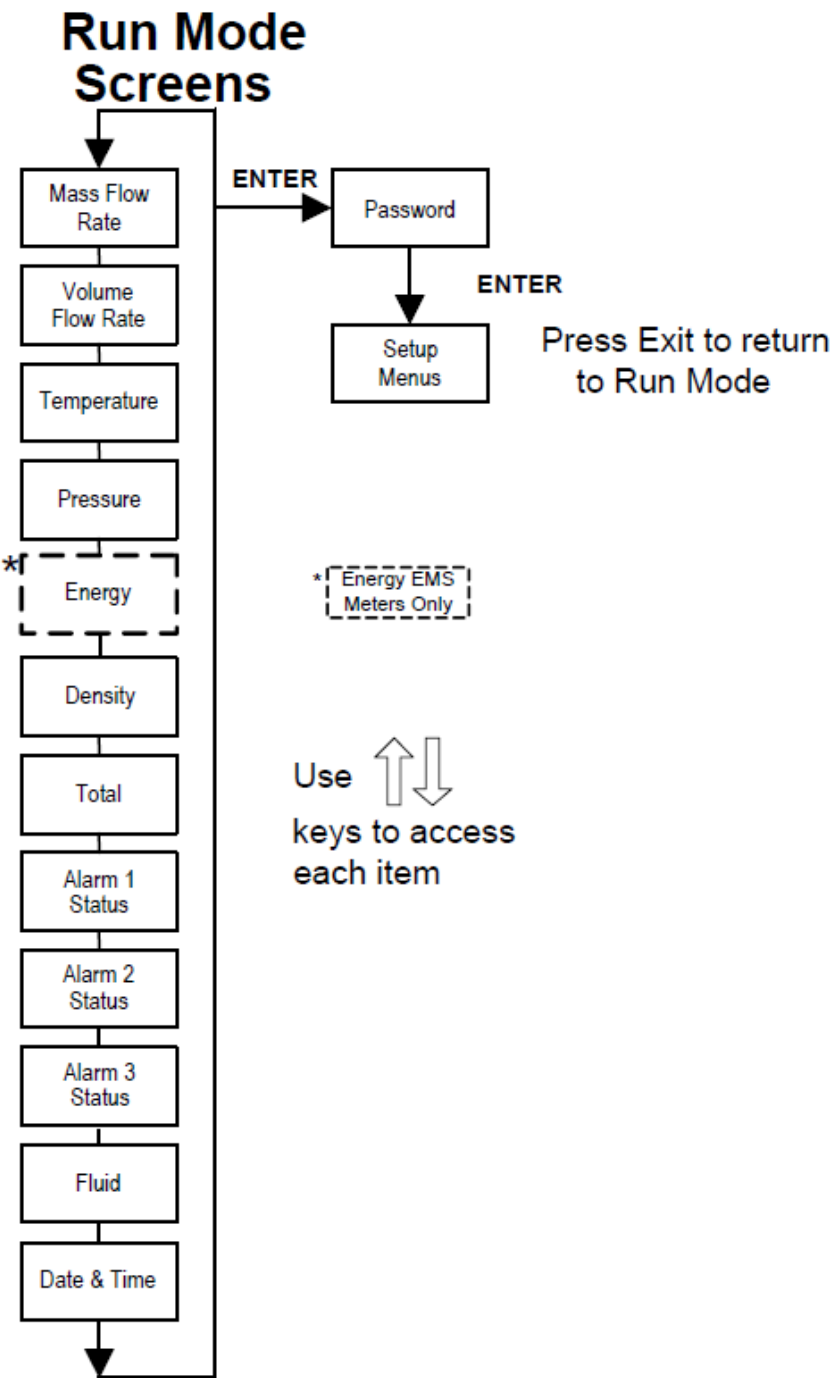 Run Mode
Screens
Mass Flow
Rate
ENTER
Password
Volume
Flow Rate
ENTER
Setup
Menus
Press Exit to return
to Run Mode
Temperature
Pressure
*
Energy
* Energy EMS
Meters Only
Density
Total
Use
keys to access
each item
Alarm 1
Status
Alarm 2
Status
Alarm 3
Status
Fluid
Date & Time